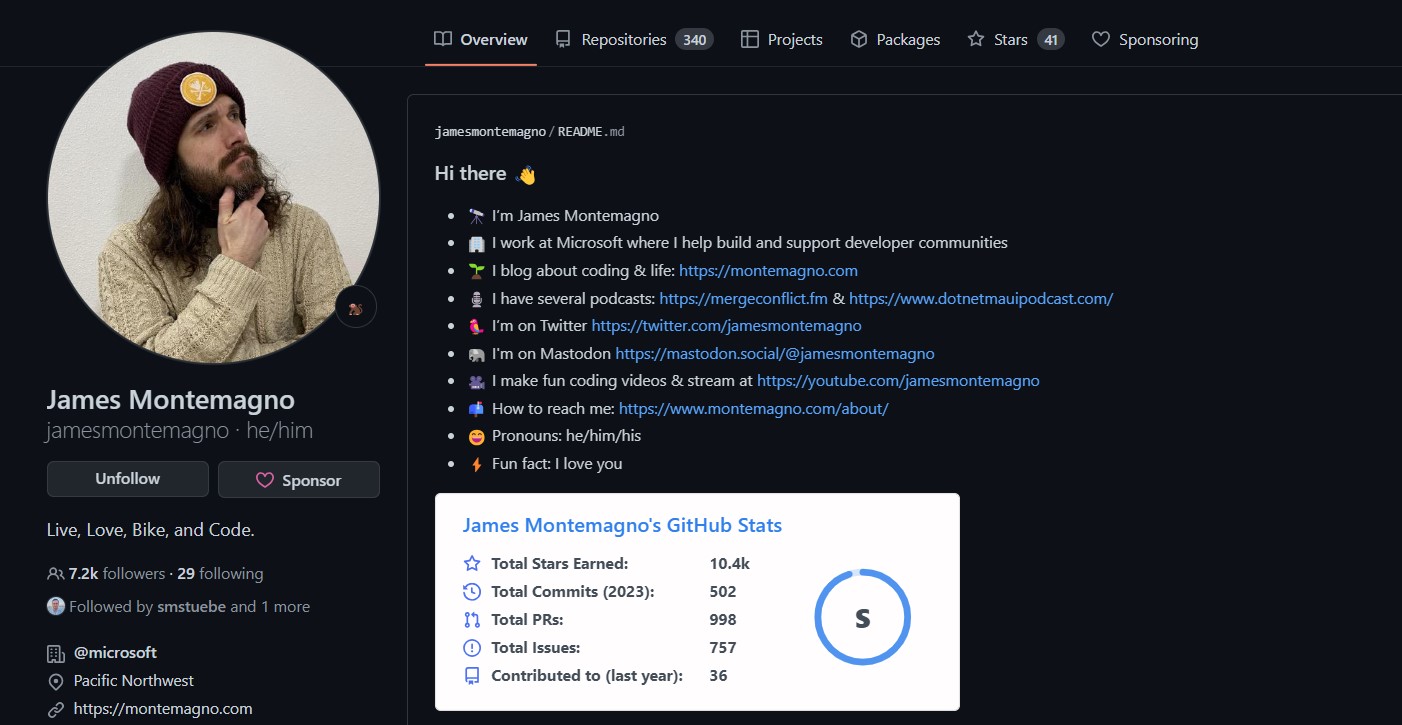 Overview Repositories 340 Projects Packages Stars 41 Sponsoring
jamesmontemagno/README.md
Hi there 👋
🔭 I'm James Montemagno
🏢 I work at Microsoft where I help build and support developer communities
🌱 I blog about coding & life: https://montemagno.com
🎙️ I have several podcasts: https://mergeconflict.fm & https://www.dotnetmauipodcast.com/
🦜 I'm on Twitter https://twitter.com/jamesmontemagno
🐘 I'm on Mastodon https://mastodon.social/@jamesmontemagno
🎥 I make fun coding videos & stream at https://youtube.com/jamesmontemagno
📫 How to reach me: https://www.montemagno.com/about/
😄 Pronouns: he/him/his
⚡ Fun fact: I love you
James Montemagno's GitHub Stats
Total Stars Earned: 10.4k
Total Commits (2023): 502
Total PRs: 998
Total Issues: 757
Contributed to (last year): 36
S
James Montemagno
jamesmontemagno · he/him
Unfollow Sponsor
Live, Love, Bike, and Code.
7.2k followers · 29 following
Followed by smstuebe and 1 more
@microsoft
Pacific Northwest
https://montemagno.com